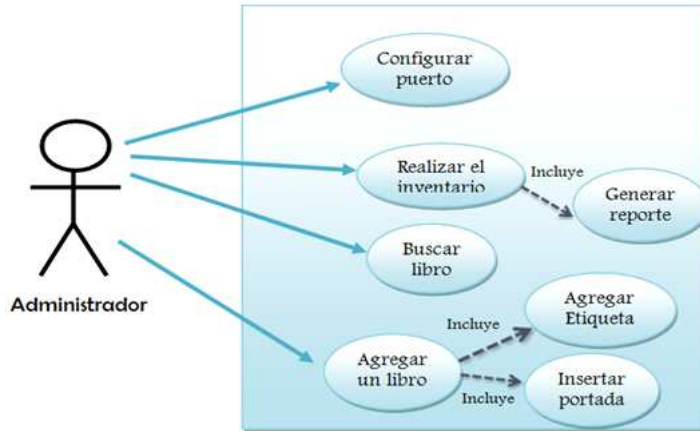 Configurar
puerto
Realizar el
inventario
Incluye
Generar
reporte
Buscar
libro
Administrador
Agregar
Etiqueta
Incluye
Agregar
un libro
Incluye
Insertar
portada